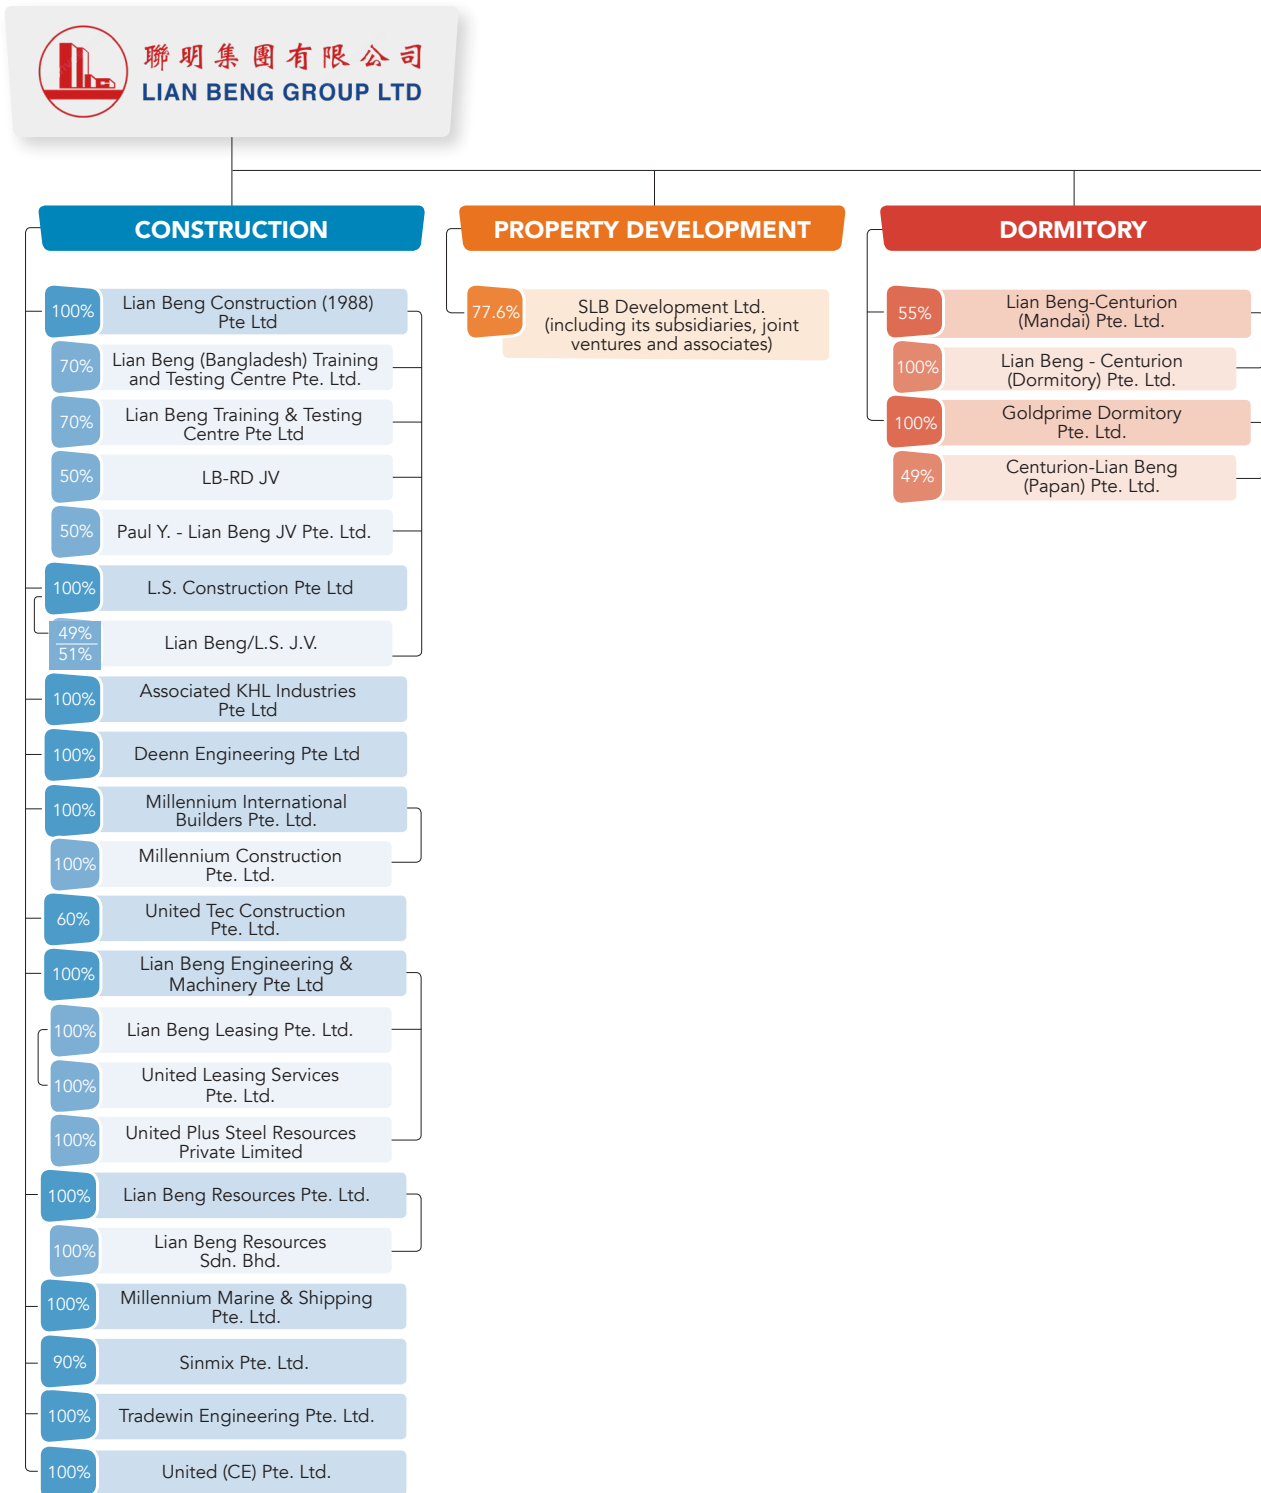 聯明集團有限公司
LIAN BENG GROUP LTD
CONSTRUCTION
100%
Lian Beng Construction (1988)
Pte Ltd
70%
Lian Beng (Bangladesh) Training
and Testing Centre Pte. Ltd.
70%
Lian Beng Training & Testing
Centre Pte Ltd
50%
LB-RD JV
50%
Paul Y. - Lian Beng JV Pte. Ltd.
100%
L.S. Construction Pte Ltd
49%
51%
Lian Beng/L.S. J.V.
100%
Associated KHL Industries
Pte Ltd
100%
Deenn Engineering Pte Ltd
100%
Millennium International
Builders Pte. Ltd.
100%
Millennium Construction
Pte. Ltd.
60%
United Tec Construction
Pte. Ltd.
100%
Lian Beng Engineering &
Machinery Pte Ltd
100%
Lian Beng Leasing Pte. Ltd.
100%
United Leasing Services
Pte. Ltd.
100%
United Plus Steel Resources
Private Limited
100%
Lian Beng Resources Pte. Ltd.
100%
Lian Beng Resources
Sdn. Bhd.
100%
Millennium Marine & Shipping
Pte. Ltd.
90%
Sinmix Pte. Ltd.
100%
Tradewin Engineering Pte. Ltd.
100%
United (CE) Pte. Ltd.
PROPERTY DEVELOPMENT
77.6%
SLB Development Ltd.
(including its subsidiaries, joint
ventures and associates)
DORMITORY
55%
Lian Beng-Centurion
(Mandai) Pte. Ltd.
100%
Lian Beng - Centurion
(Dormitory) Pte. Ltd.
100%
Goldprime Dormitory
Pte. Ltd.
49%
Centurion-Lian Beng
(Papan) Pte. Ltd.